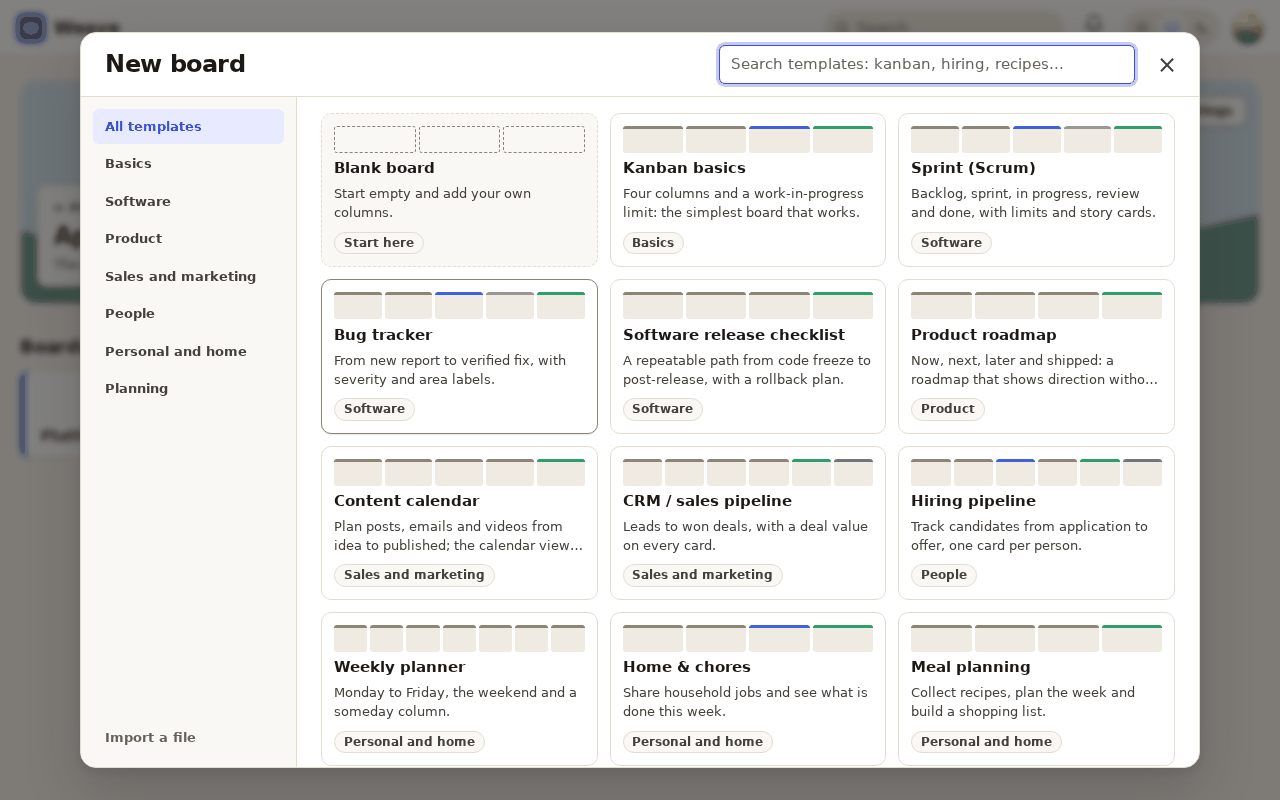 Weave
Search
New board
Search templates: kanban, hiring, recipes...
All templates
Basics
Software
Product
Sales and marketing
People
Personal and home
Planning
Import a file
Blank board
Start empty and add your own
columns.
Start here
Kanban basics
Four columns and a work-in-progress
limit: the simplest board that works.
Basics
Sprint (Scrum)
Backlog, sprint, in progress, review
and done, with limits and story cards.
Software
Bug tracker
From new report to verified fix, with
severity and area labels.
Software
Software release checklist
A repeatable path from code freeze to
post-release, with a rollback plan.
Software
Product roadmap
Now, next, later and shipped: a
roadmap that shows direction witho…
Product
Content calendar
Plan posts, emails and videos from
idea to published; the calendar view…
Sales and marketing
CRM / sales pipeline
Leads to won deals, with a deal value
on every card.
Sales and marketing
Hiring pipeline
Track candidates from application to
offer, one card per person.
People
Weekly planner
Monday to Friday, the weekend and a
someday column.
Personal and home
Home & chores
Share household jobs and see what is
done this week.
Personal and home
Meal planning
Collect recipes, plan the week and
build a shopping list.
Personal and home